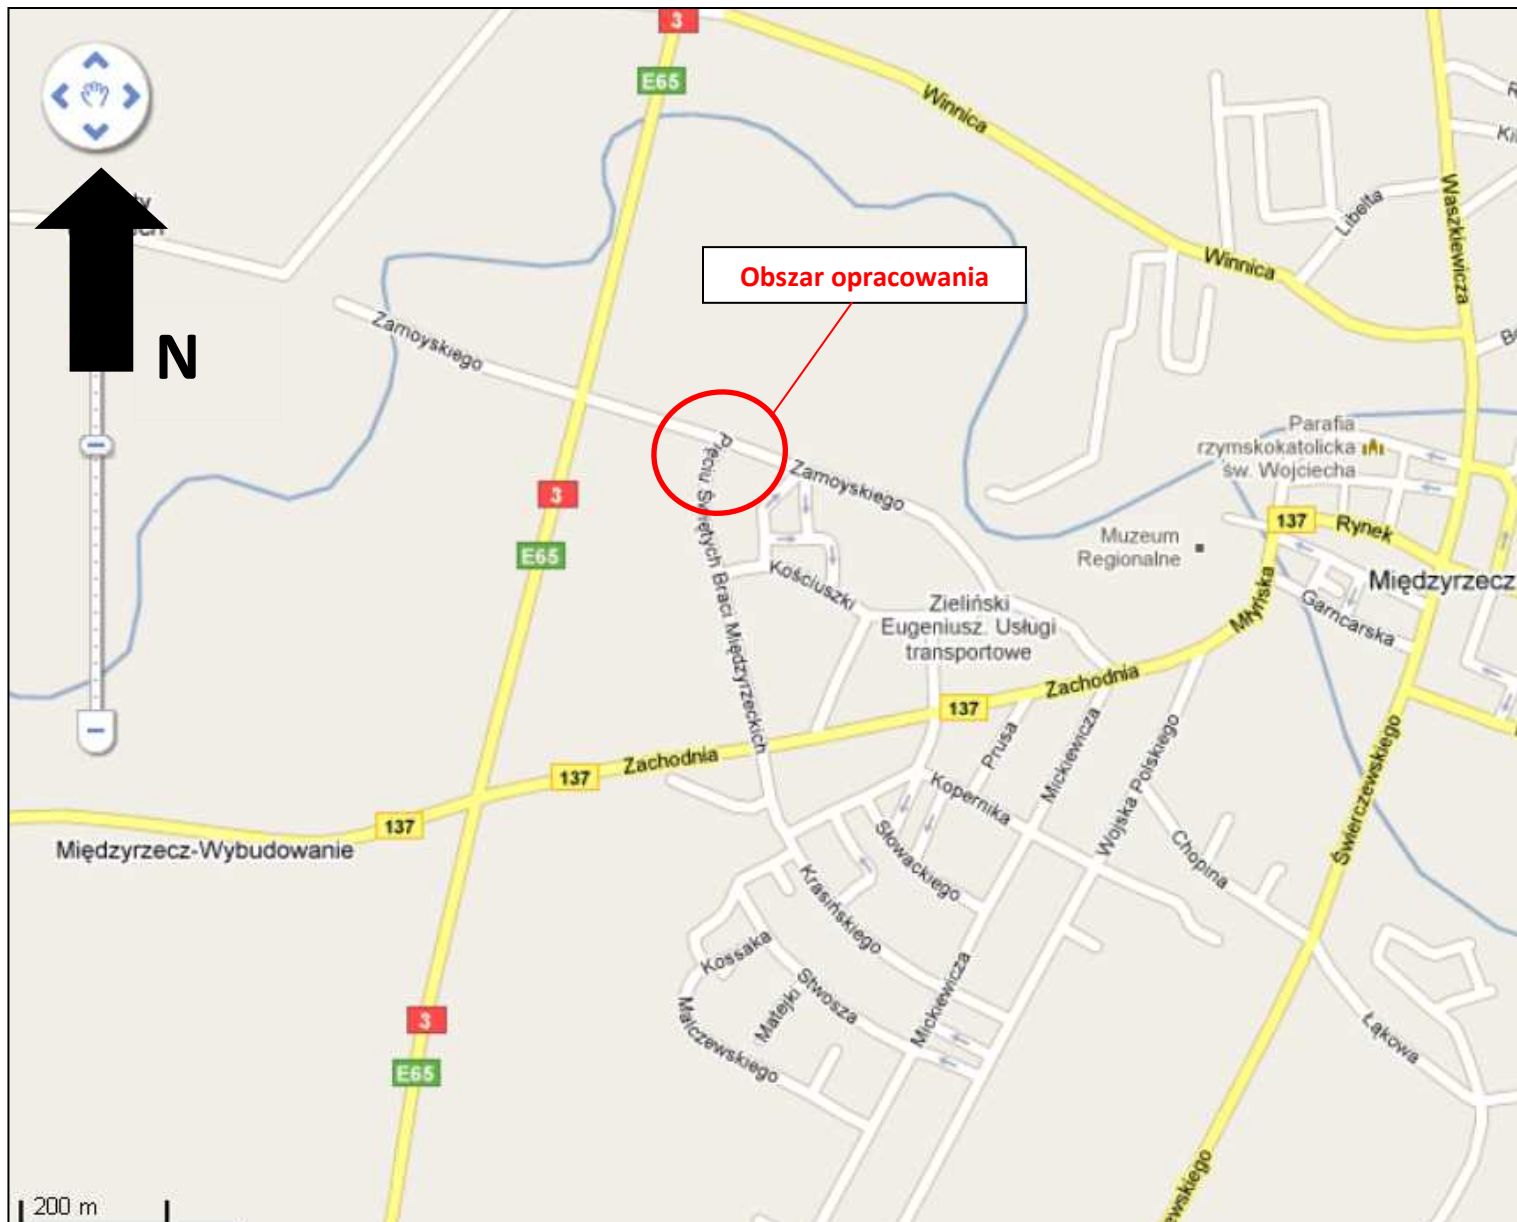 3
E65
Winnica
Waszkiewicza
Libelta
Winnica
Obszar opracowania
Zamoyskiego
N
Parafia
rzymskokatolicka
św. Wojciecha
Pięciu Świętych Braci Międzyrzeckich
Zamoyskiego
3
E65
137
Rynek
Muzeum
Regionalne
Międzyrzecz
Kościuszki
Zieliński
Eugeniusz. Usługi
transportowe
Młyńska
Garncarska
Zachodnia
137
Zachodnia
137
137
Prusa
Mickiewicza
Wojska Polskiego
Świerczewskiego
Kopernika
Międzyrzecz-Wybudowanie
Słowackiego
Chopina
Krasińskiego
Kossaka
Stwosza
Matejki
Malczewskiego
Mickiewicza
3
E65
Łąkowa
200 m